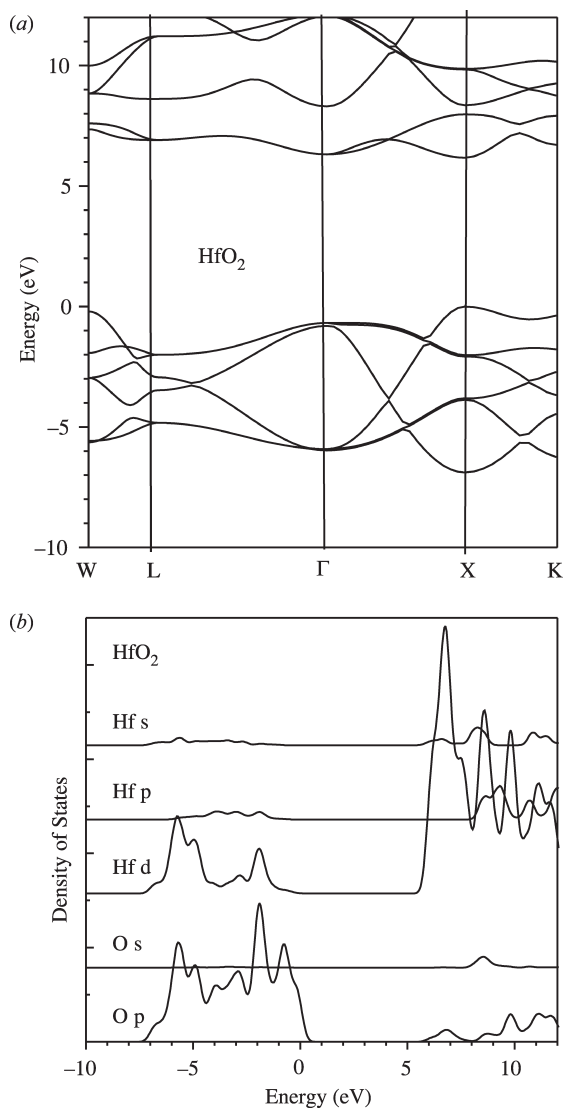 (a)
10
5
0
−5
−10
Energy (eV)
HfO2
W L Γ X K
(b)
HfO2
Hf s
Hf p
Hf d
O s
O p
Density of States
−10 −5 0 5 10
Energy (eV)